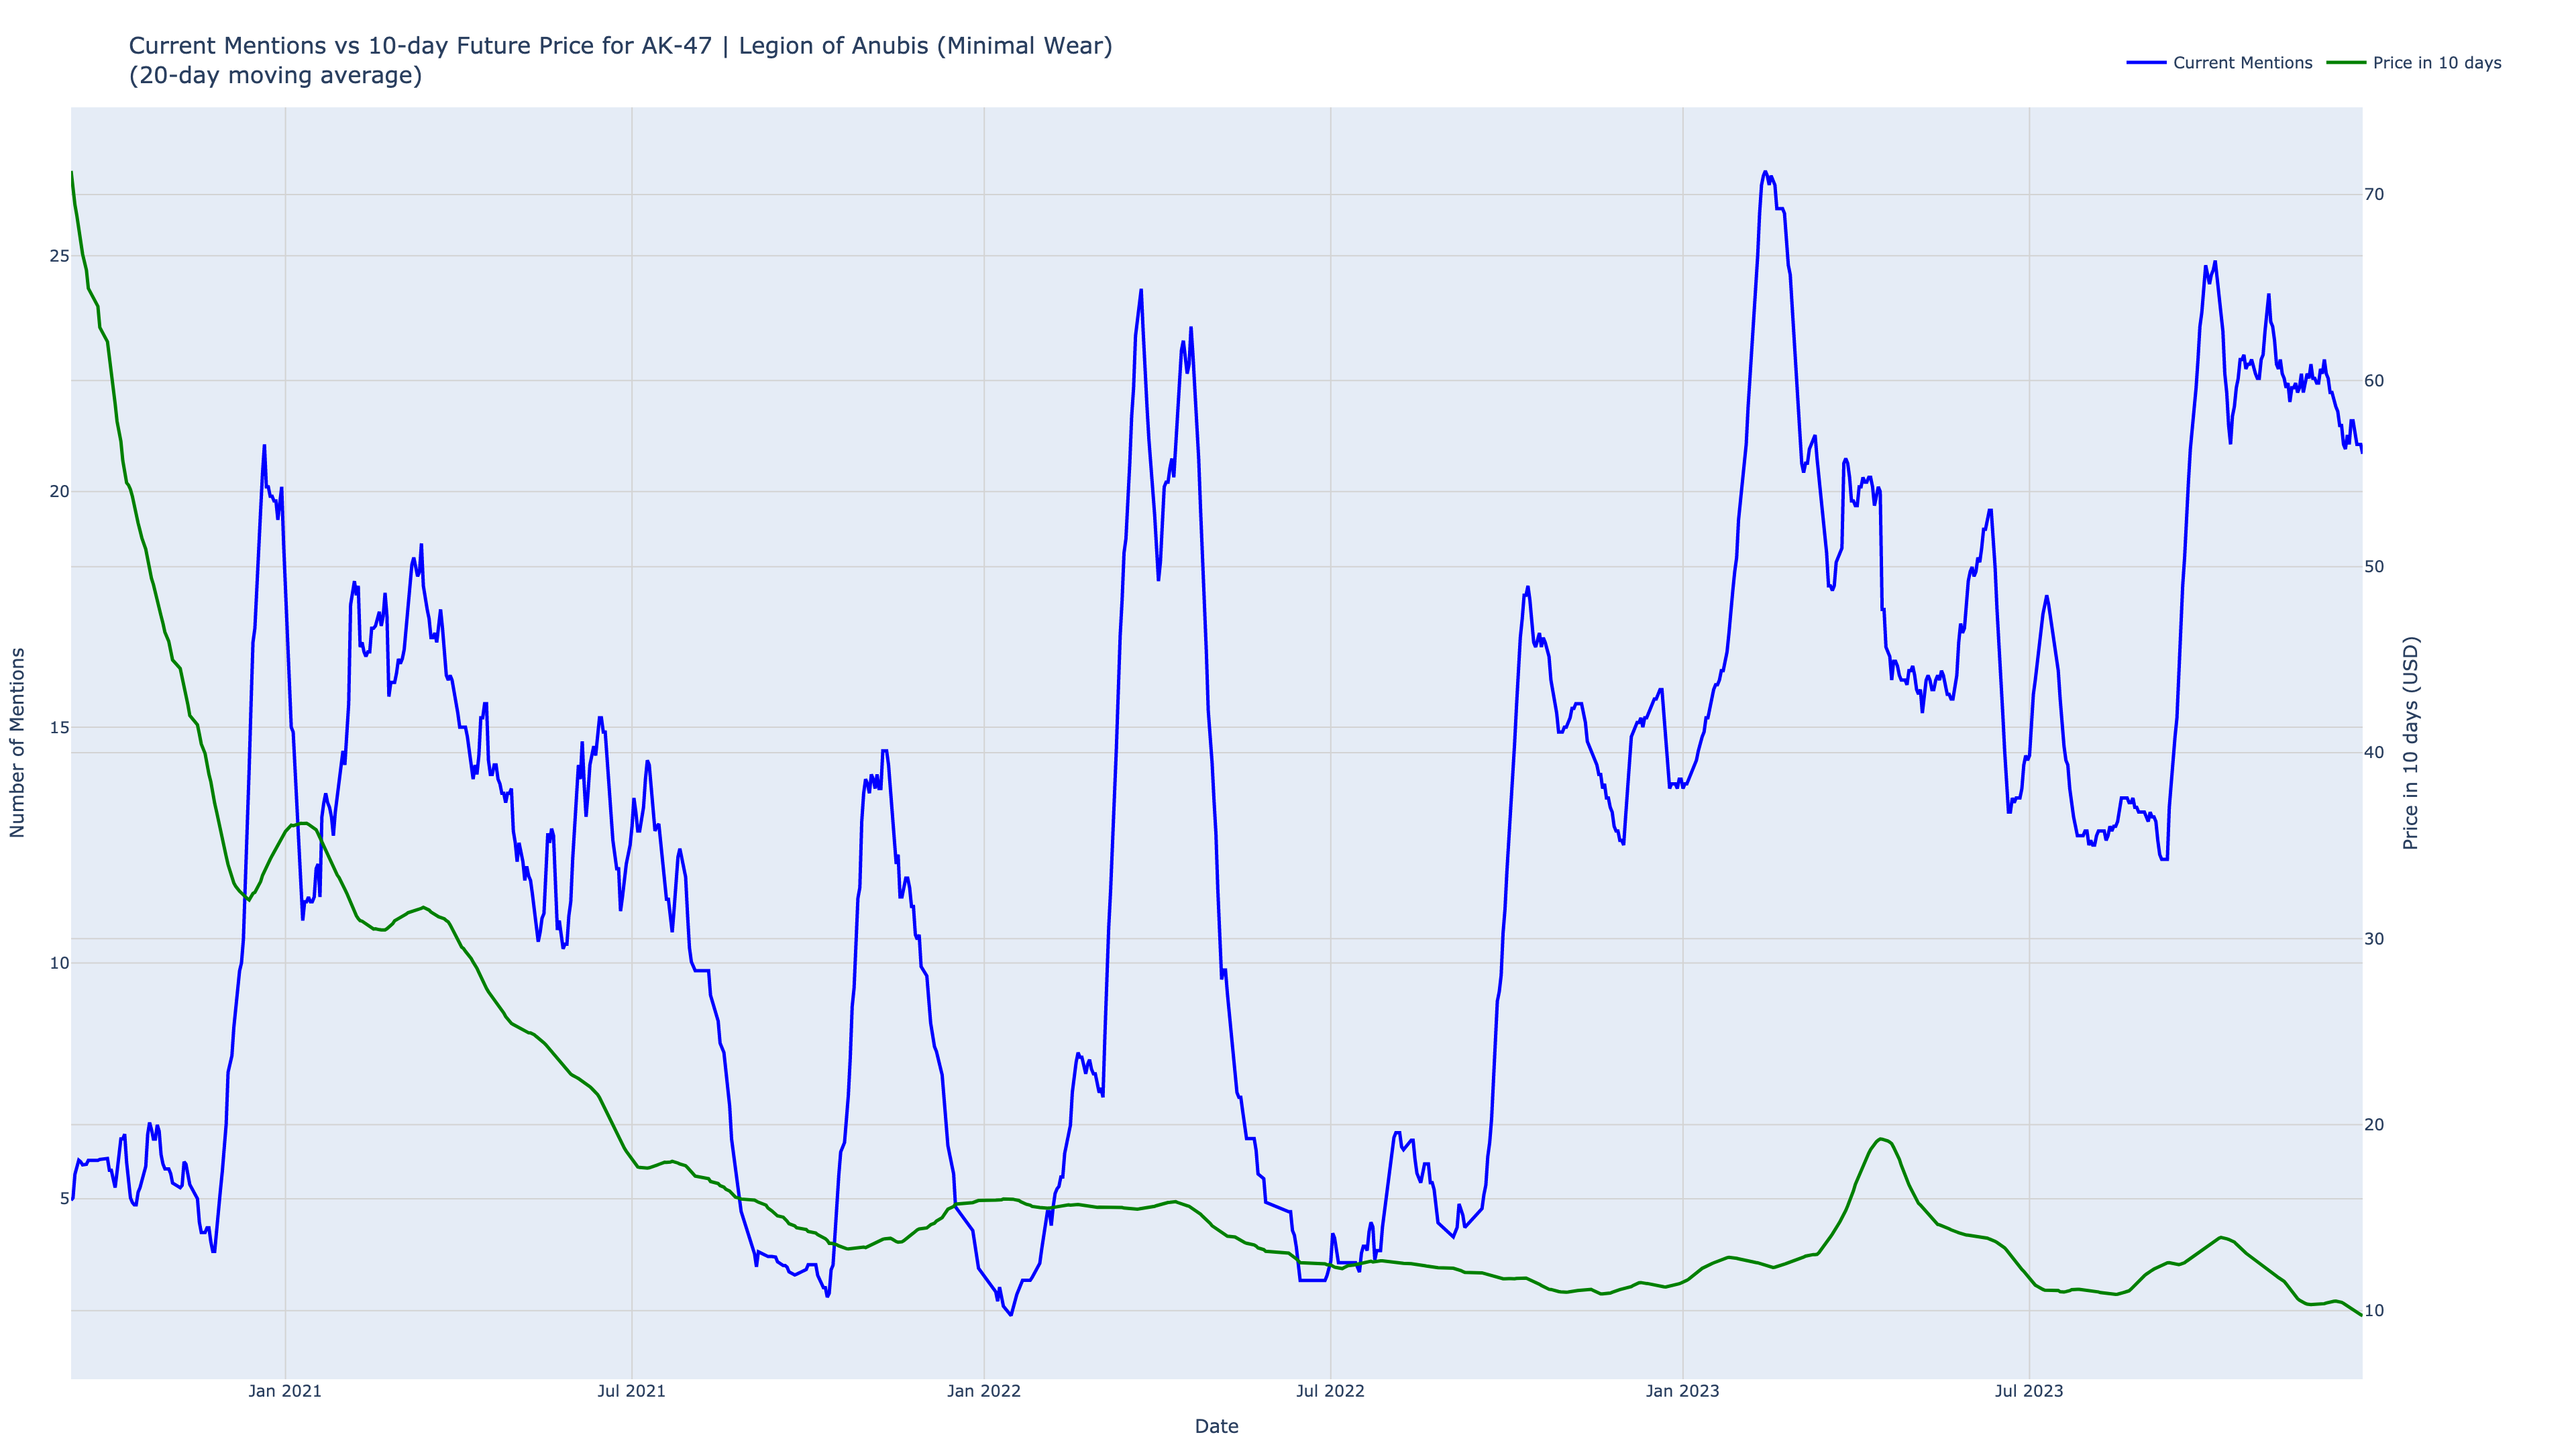 Current Mentions vs 10-day Future Price for AK-47 | Legion of Anubis (Minimal Wear)
(20-day moving average)
Current Mentions
Price in 10 days
Number of Mentions
25
20
15
10
5
70
60
50
40
30
20
10
Price in 10 days (USD)
Jan 2021
Jul 2021
Jan 2022
Jul 2022
Jan 2023
Jul 2023
Date